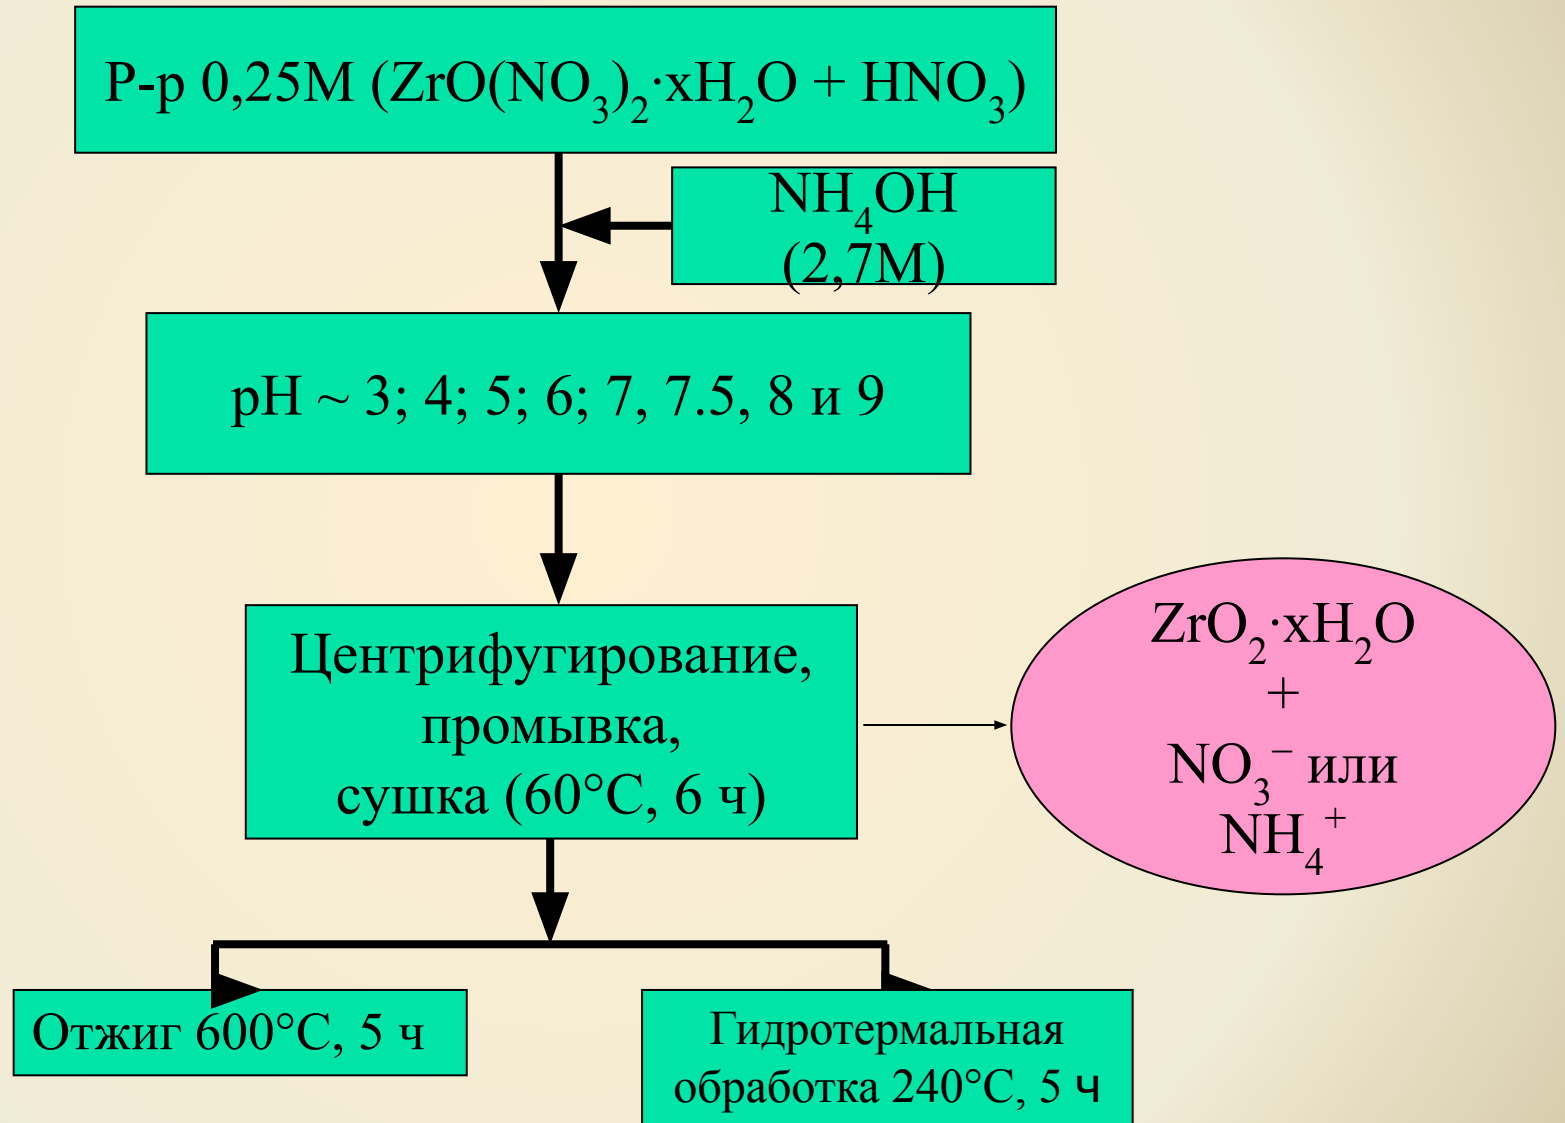 Р-р 0,25М (ZrO(NO₃)₂·xH₂O + HNO₃)
NH₄OH
(2,7М)
pH ~ 3; 4; 5; 6; 7, 7.5, 8 и 9
Центрифугирование,
промывка,
сушка (60°С, 6 ч)
ZrO₂·xH₂O
+
NO₃⁻ или
NH₄⁺
Отжиг 600°С, 5 ч
Гидротермальная
обработка 240°С, 5 ч